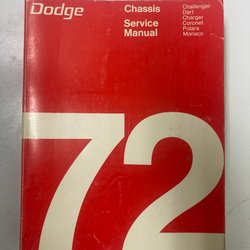 Dodge
Chassis
Service
Manual
Challenger
Dart
Charger
Coronet
Polara
Monaco
72